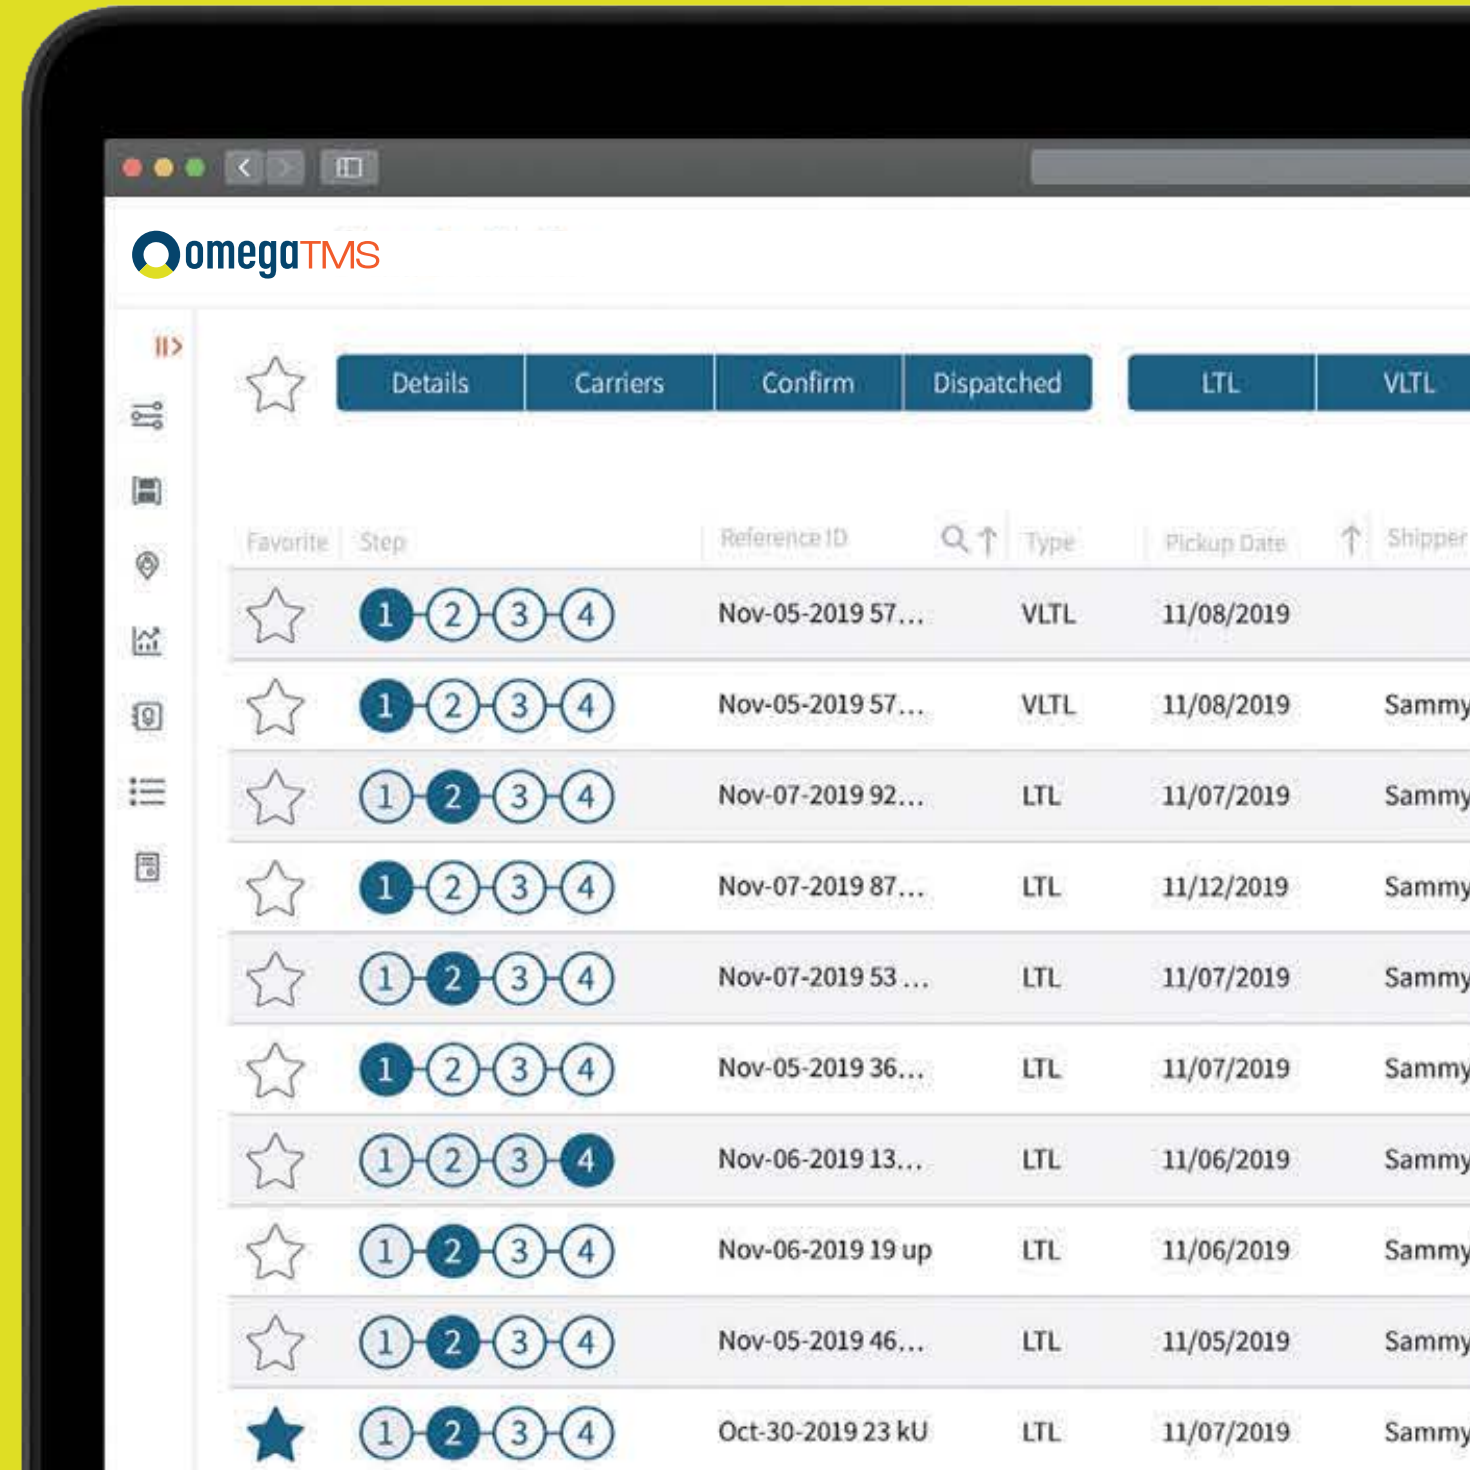 omegaTMS
Details Carriers Confirm Dispatched LTL VLTL
Favorite Step Reference ID Type Pickup Date Shipper
1 2 3 4 Nov-05-2019 57... VLTL 11/08/2019
1 2 3 4 Nov-05-2019 57... VLTL 11/08/2019 Sammy
1 2 3 4 Nov-07-2019 92... LTL 11/07/2019 Sammy
1 2 3 4 Nov-07-2019 87... LTL 11/12/2019 Sammy
1 2 3 4 Nov-07-2019 53 ... LTL 11/07/2019 Sammy
1 2 3 4 Nov-05-2019 36... LTL 11/07/2019 Sammy
1 2 3 4 Nov-06-2019 13... LTL 11/06/2019 Sammy
1 2 3 4 Nov-06-2019 19 up LTL 11/06/2019 Sammy
1 2 3 4 Nov-05-2019 46... LTL 11/05/2019 Sammy
1 2 3 4 Oct-30-2019 23 kU LTL 11/07/2019 Sammy